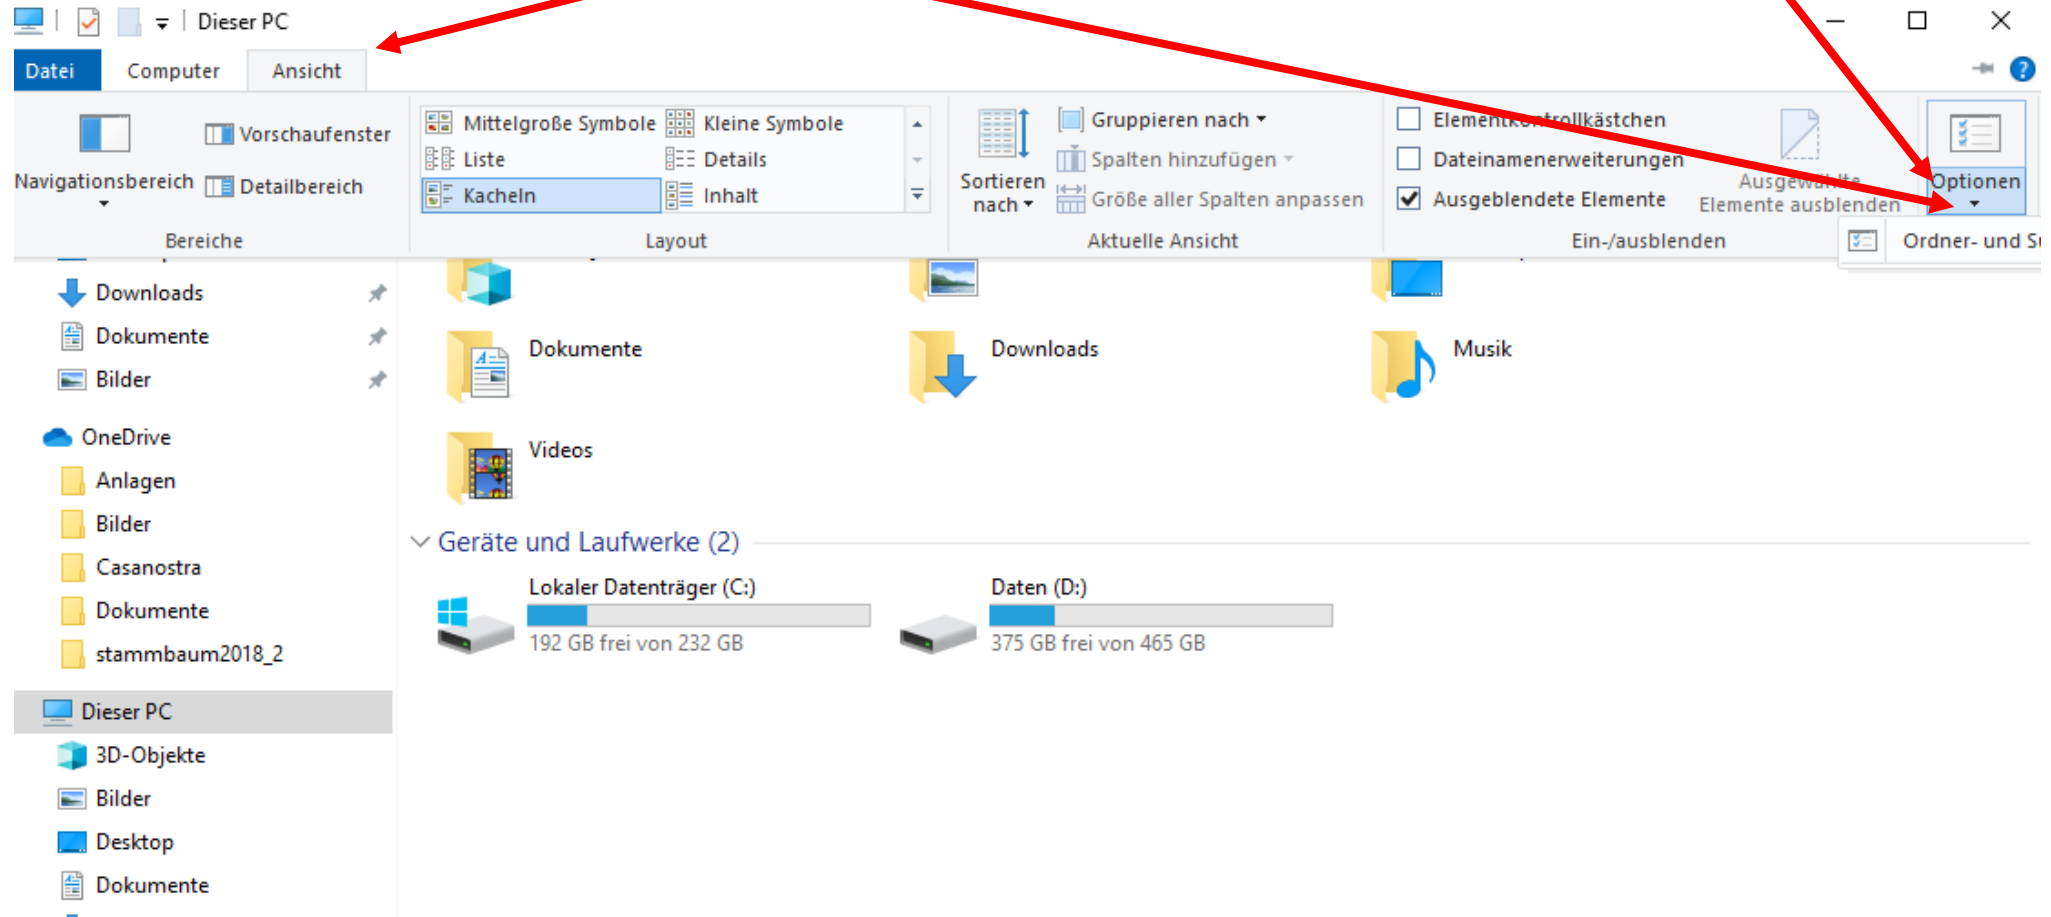 Dieser PC
Datei Computer Ansicht
Navigationsbereich
Vorschaufenster
Detailbereich
Bereiche
Mittelgroße Symbole Kleine Symbole
Liste Details
Kacheln Inhalt
Layout
Sortieren
nach
Gruppieren nach
Spalten hinzufügen
Größe aller Spalten anpassen
Aktuelle Ansicht
Elementkontrollkästchen
Dateinamenerweiterungen
Ausgeblendete Elemente
Ausgewählte
Elemente ausblenden
Ein-/ausblenden
Optionen
Ordner- und
Downloads
Dokumente
Bilder
OneDrive
Anlagen
Bilder
Casanostra
Dokumente
stammbaum2018_2
Dieser PC
3D-Objekte
Bilder
Desktop
Dokumente
Dokumente Downloads Musik
Videos
Geräte und Laufwerke (2)
Lokaler Datenträger (C:)
192 GB frei von 232 GB
Daten (D:)
375 GB frei von 465 GB